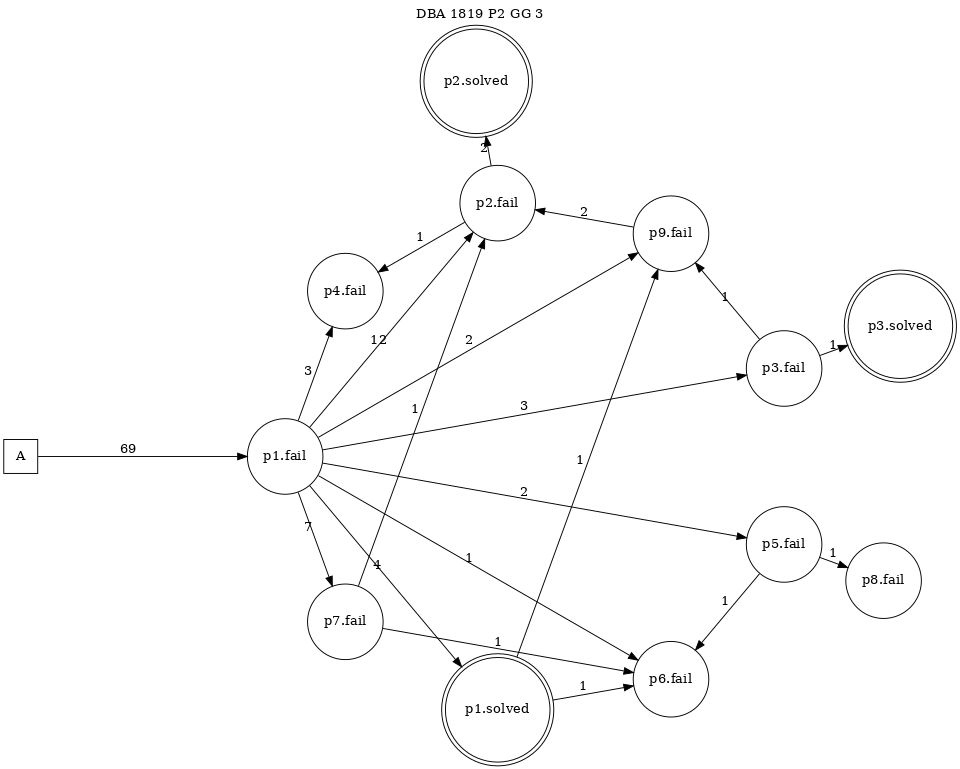 DBA 1819 P2 GG 3
p2.solved
2
p2.fail
1
2
p9.fail
p4.fail
1
p3.solved
12
2
1
p3.fail
3
3
1
69
A
p1.fail
1
2
7
p5.fail
1
4
1
p8.fail
1
p7.fail
1
p6.fail
1
p1.solved